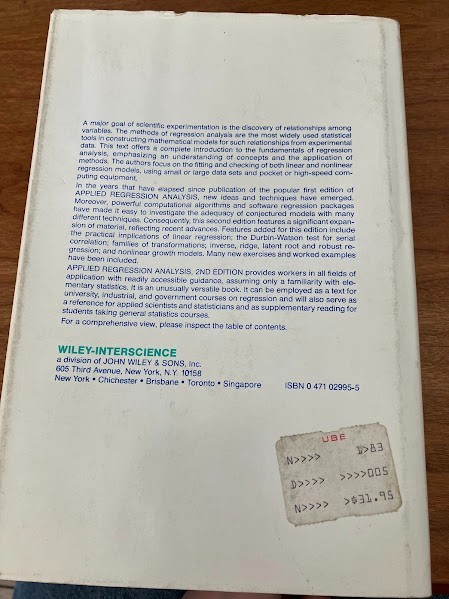 A major goal of scientific experimentation is the discovery of relationships among
variables. The methods of regression analysis are the most widely used statistical
tools in constructing mathematical models for such relationships from experimental
data. This text offers a complete introduction to the fundamentals of regression
analysis, emphasizing an understanding of concepts and the application of
methods. The authors focus on the fitting and checking of both linear and nonlinear
regression models, using small or large data sets and pocket or high-speed com-
puting equipment.
In the years that have elapsed since publication of the popular first edition of
APPLIED REGRESSION ANALYSIS, new ideas and techniques have emerged.
Moreover, powerful computational algorithms and software regression packages
have made it easy to investigate the adequacy of conjectured models with many
different techniques. Consequently, this second edition features a significant expan-
sion of material, reflecting recent advances. Features added for this edition include
the practical implications of linear regression; the Durbin-Watson test for serial
correlation; families of transformations; inverse, ridge, latent root and robust re-
gression; and nonlinear growth models. Many new exercises and worked examples
have been included.
APPLIED REGRESSION ANALYSIS, 2ND EDITION provides workers in all fields of
application with readily accessible guidance, assuming only a familiarity with ele-
mentary statistics. It is an unusually versatile book. It can be employed as a text for
university, industrial, and government courses on regression and will also serve as
a reference for applied scientists and statisticians and as supplementary reading for
students taking general statistics courses.
For a comprehensive view, please inspect the table of contents.
WILEY-INTERSCIENCE
a division of JOHN WILEY & SONS, Inc.
605 Third Avenue, New York, N.Y. 10158
New York • Chichester • Brisbane • Toronto • Singapore ISBN 0 471 02995-5
UBE
N>>>> D>83
D>>>> >>>>005
N>>>> >$31.95